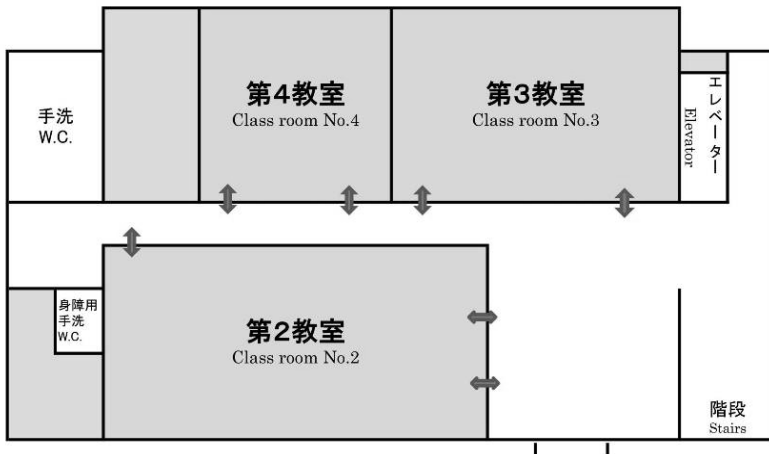 手洗
W.C.
第4教室
Class room No.4
第3教室
Class room No.3
エレベーター
Elevator
身障用
手洗
W.C.
第2教室
Class room No.2
階段
Stairs